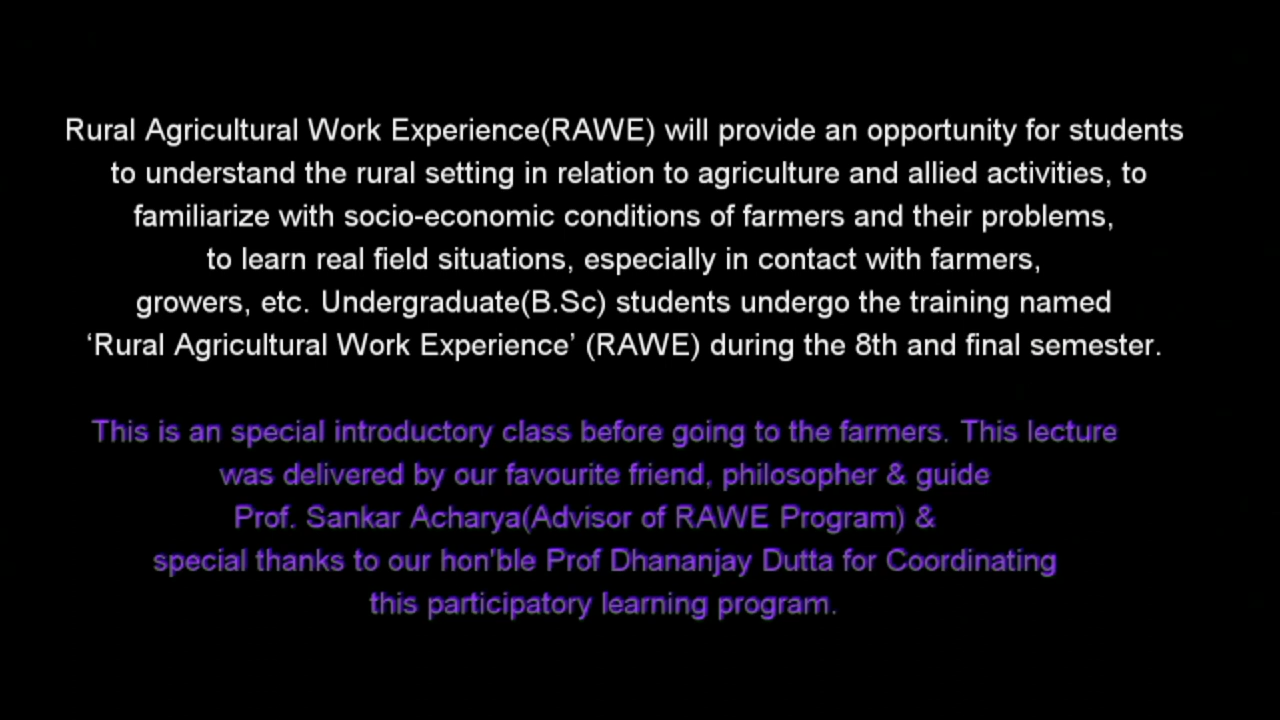 Rural Agricultural Work Experience(RAWE) will provide an opportunity for students
to understand the rural setting in relation to agriculture and allied activities, to
familiarize with socio-economic conditions of farmers and their problems,
to learn real field situations, especially in contact with farmers,
growers, etc. Undergraduate(B.Sc) students undergo the training named
‘Rural Agricultural Work Experience’ (RAWE) during the 8th and final semester.
This is an special introductory class before going to the farmers. This lecture
was delivered by our favourite friend, philosopher & guide
Prof. Sankar Acharya(Advisor of RAWE Program) &
special thanks to our hon'ble Prof Dhananjay Dutta for Coordinating
this participatory learning program.